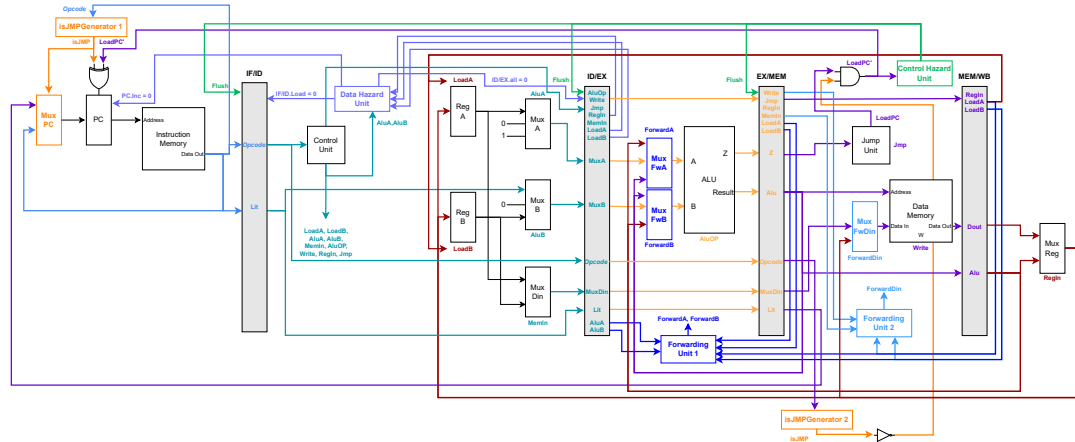 Opcode
isJMPGenerator 1
isJMP
LoadPC'
Flush
PC.Inc = 0
Mux
PC
PC
Address
Instruction
Memory
Data Out
IF/ID
Opcode
Lit
IF/ID.Load = 0
Data Hazard
Unit
ID/EX.all = 0
AluA,AluB
Control
Unit
LoadA, LoadB,
AluA, AluB,
MemIn, AluOP,
Write, RegIn, Jmp
LoadA
Reg
A
Reg
B
LoadB
AluA
0
1
Mux
A
0
Mux
B
AluB
Mux
Din
MemIn
ID/EX
Flush
AluOp
Write
Jmp
RegIn
MemIn
LoadA
LoadB
MuxA
MuxB
Opcode
MuxDin
Lit
AluA
AluB
ForwardA
Mux
FwA
Mux
FwB
ForwardB
A
B
Z
ALU
Result
AluOP
ForwardA, ForwardB
Forwarding
Unit 1
EX/MEM
Flush
Write
Jmp
RegIn
MemIn
LoadA
LoadB
Z
Alu
Opcode
MuxDin
Lit
LoadPC'
Control Hazard
Unit
LoadPC
Jump
Unit
Jmp
Address
Data
Memory
Data In
Data Out
W
Write
Mux
FwDin
ForwardDin
ForwardDin
Forwarding
Unit 2
MEM/WB
RegIn
LoadA
LoadB
Dout
Alu
Mux
Reg
RegIn
isJMPGenerator 2
isJMP